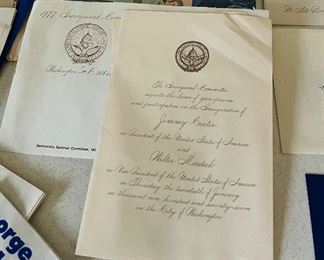 1977 Inaugural
Washington, D.C.
Democratic National Committee
The Inaugural Committee
requests the honor of your presence
and participation in the Inauguration of
Jimmy Carter
as President of the United States of America
and
Walter Mondale
as Vice President of the United States of America
on Thursday the twentieth of January
one thousand nine hundred and seventy-seven
in the City of Washington
orge